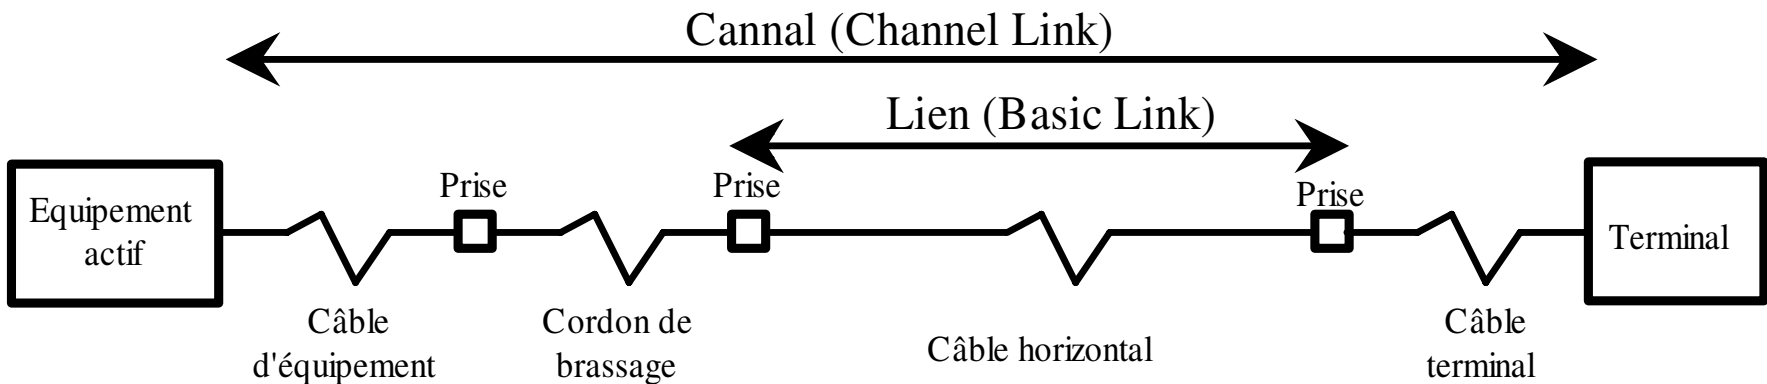 Cannal (Channel Link)
Lien (Basic Link)
Prise
Prise
Prise
Equipement
actif
Terminal
Câble
d'équipement
Cordon de
brassage
Câble horizontal
Câble
terminal